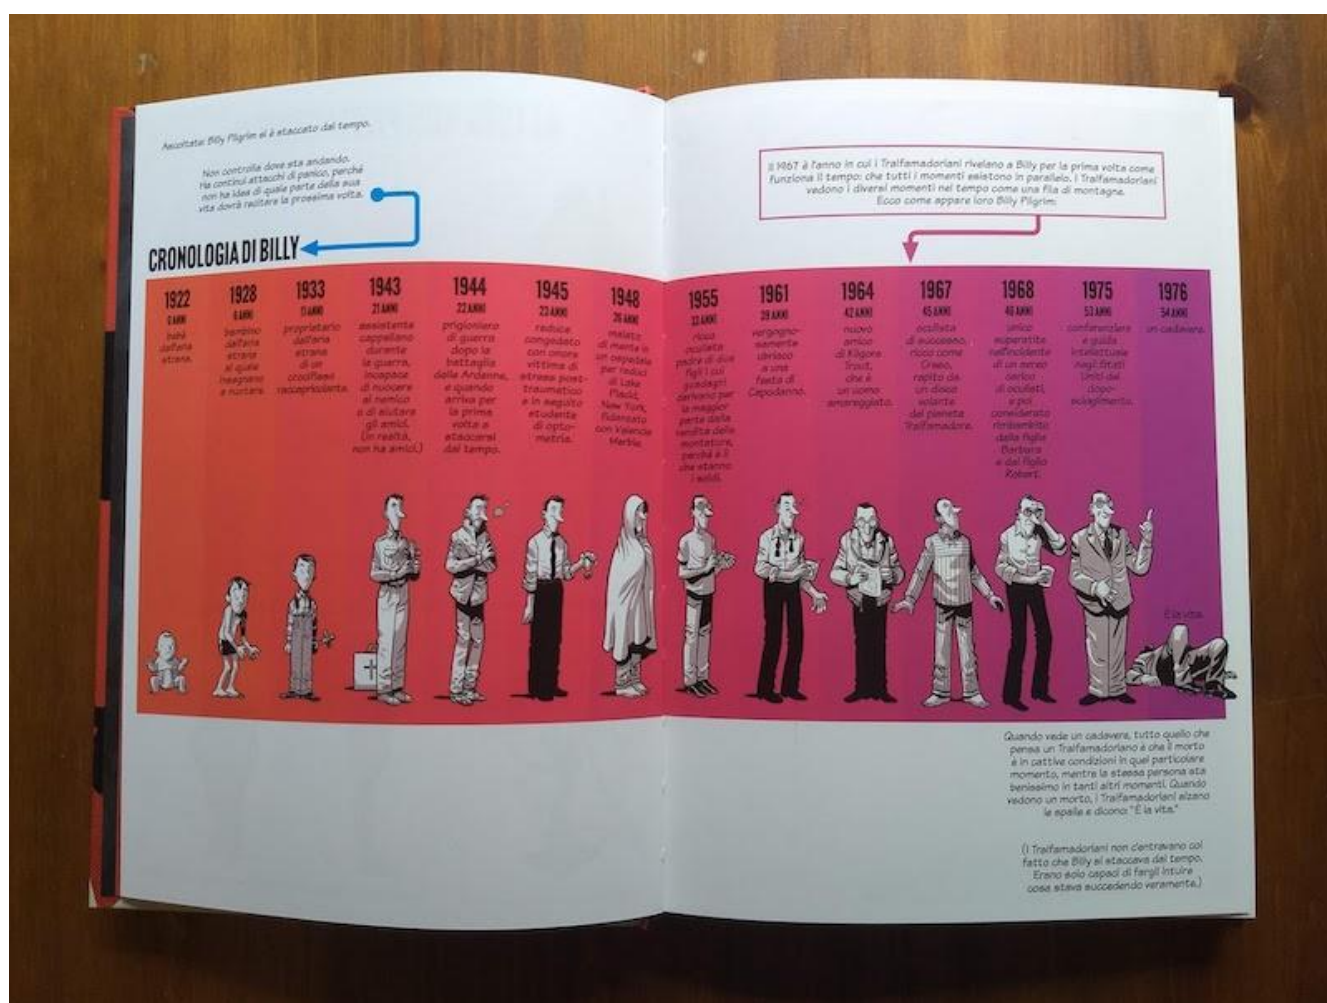 Ascoltate: Billy Pilgrim si è staccato dal tempo.
Non controlla dove sta andando.
Ha continui attacchi di panico, perché
non ha idea di quale parte della sua
vita dovrà recitare la prossima volta.
CRONOLOGIA DI BILLY
Il 1967 è l'anno in cui i Tralfamadoriani rivelano a Billy per la prima volta come
funziona il tempo: che tutti i momenti esistono in parallelo. I Tralfamadoriani
vedono i diversi momenti nel tempo come una fila di montagne.
Ecco come appare loro Billy Pilgrim:
1922
0 ANNI
bebè
dall'aria
strana.
1928
6 ANNI
bambino
dall'aria
strana
al quale
insegnano
a nuotare.
1933
11 ANNI
proprietario
dall'aria
strana
di un
crocifisso
raccapricciante.
1943
21 ANNI
assistente
cappellano
durante
la guerra,
incapace
di nuocere
al nemico
o di aiutare
gli amici.
(In realtà,
non ha amici.)
1944
22 ANNI
prigioniero
di guerra
dopo la
battaglia
delle Ardenne,
e quando
arriva per
la prima
volta a
staccarsi
dal tempo.
1945
23 ANNI
reduce
congedato
con onore
vittima di
stress post-
traumatico
e in seguito
studente
di opto-
metria.
1948
26 ANNI
malato
di mente in
un ospedale
per reduci
di Lake
Placid,
New York,
fidanzato
con Valencia
Merble.
1955
33 ANNI
ricco
oculista
padre di due
figli i cui
guadagni
derivano per
la maggior
parte dalla
vendita delle
montature,
perché è lì
che stanno
i soldi.
1961
39 ANNI
vergogno-
samente
ubriaco
a una
festa di
Capodanno.
1964
42 ANNI
nuovo
amico
di Kilgore
Trout,
che è
un uomo
amareggiato.
1967
45 ANNI
oculista
di successo,
ricco come
Creso,
rapito da
un disco
volante
del pianeta
Tralfamadore.
1968
46 ANNI
unico
superstite
nell'incidente
di un aereo
carico
di oculisti,
e poi
considerato
rimbambito
dalla figlia
Barbara
e dal figlio
Robert.
1975
53 ANNI
conferenziere
e guida
intellettuale
negli Stati
Uniti del
dopo-
scioglimento.
1976
54 ANNI
un cadavere.
È la vita.
Quando vede un cadavere, tutto quello che
pensa un Tralfamadoriano è che il morto
è in cattive condizioni in quel particolare
momento, mentre la stessa persona sta
benissimo in tanti altri momenti. Quando
vedono un morto, i Tralfamadoriani alzano
le spalle e dicono: "È la vita."
(I Tralfamadoriani non c'entravano col
fatto che Billy si staccava dal tempo.
Erano solo capaci di fargli intuire
cosa stava succedendo veramente.)